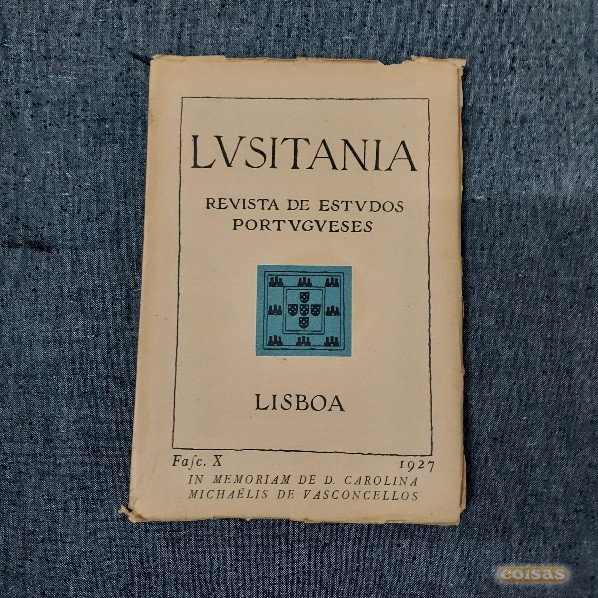 LVSITANIA
REVISTA DE ESTVDOS
PORTVGVESES
LISBOA
Faſc. X 1927
IN MEMORIAM DE D. CAROLINA
MICHAËLIS DE VASCONCELLOS
coisas